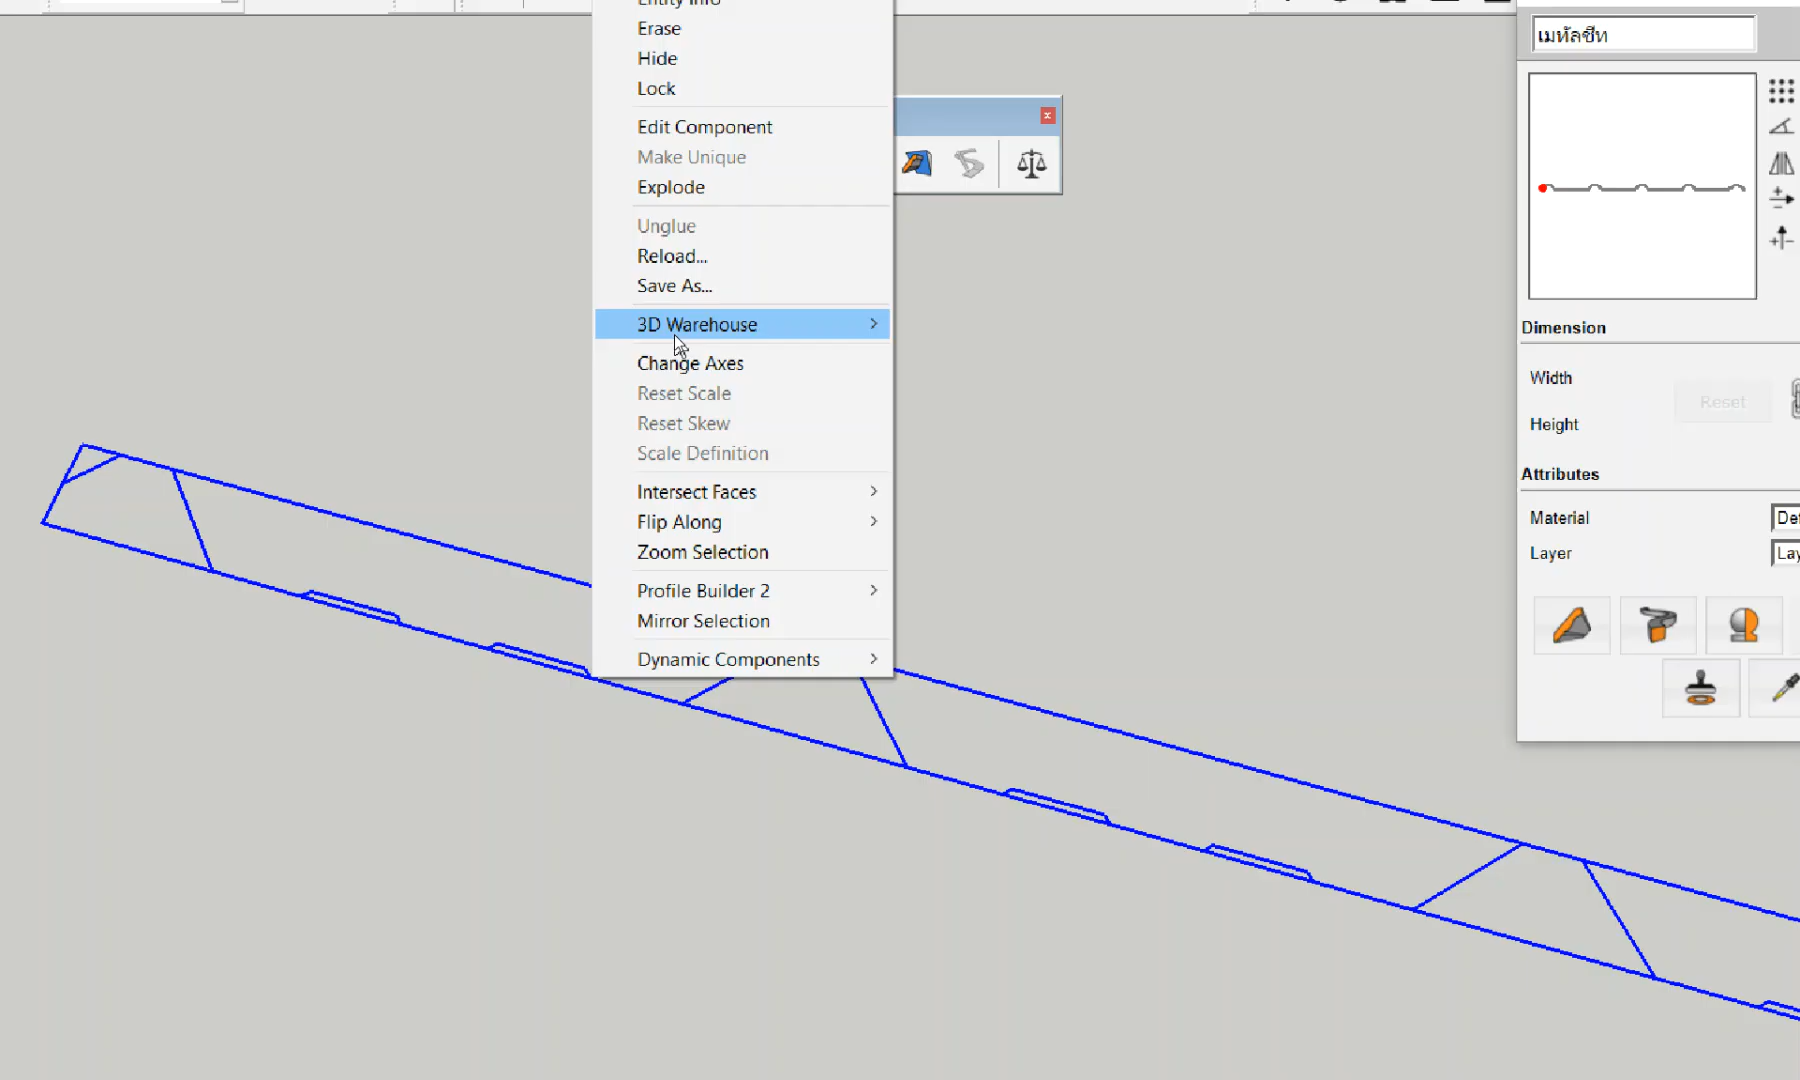 Entity Info
Erase
Hide
Lock
Edit Component
Make Unique
Explode
Unglue
Reload...
Save As...
3D Warehouse
Change Axes
Reset Scale
Reset Skew
Scale Definition
Intersect Faces
Flip Along
Zoom Selection
Profile Builder 2
Mirror Selection
Dynamic Components
เมทัลชีท
Dimension
Width
Reset
Height
Attributes
Material
Layer